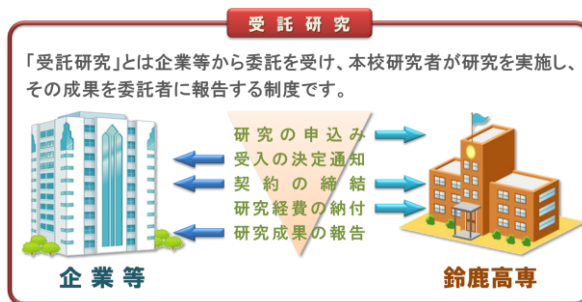 受託研究
「受託研究」とは企業等から委託を受け、本校研究者が研究を実施し、
その成果を委託者に報告する制度です。
研究の申込み
受入の決定通知
契約の締結
研究経費の納付
研究成果の報告
企業等
鈴鹿高専